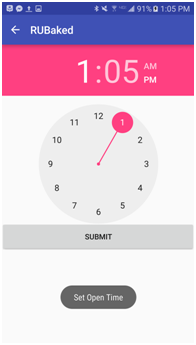 91% 1:05 PM
RUBaked
1:05
AM
PM
12
11
1
10
2
9
3
8
4
7
5
6
SUBMIT
Set Open Time